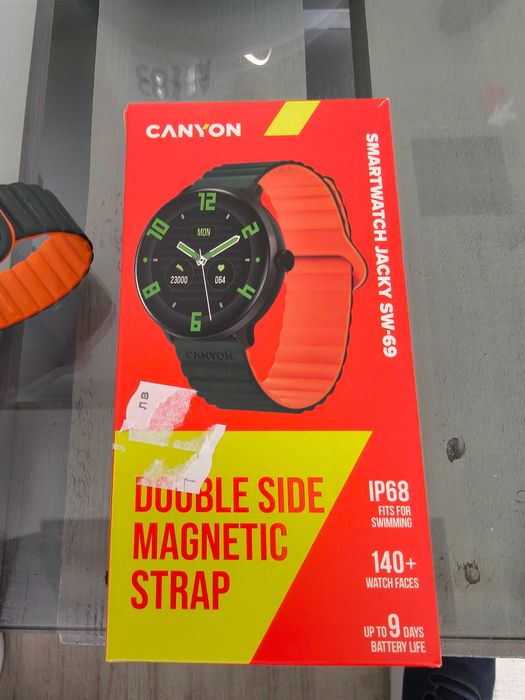 CANYON
SMARTWATCH JACKY SW-69
12
10
2
MON
23000
064
8
4
6
CANYON
ЛВ
DOUBLE SIDE
MAGNETIC
STRAP
IP68
FITS FOR
SWIMMING
140+
WATCH FACES
UP TO 9 DAYS
BATTERY LIFE